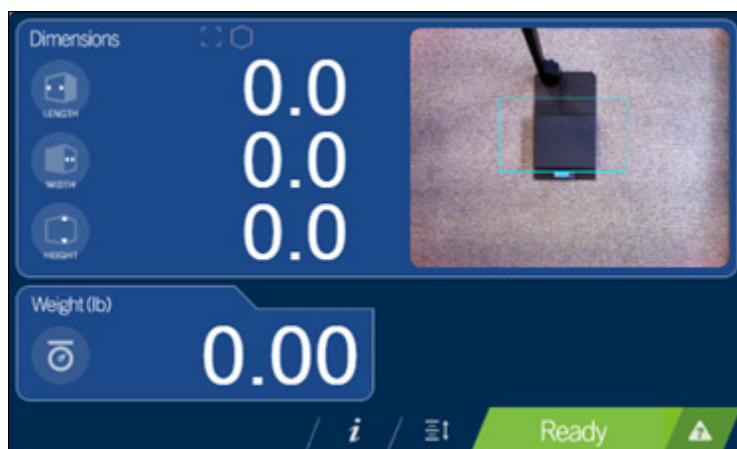 Dimensions
LENGTH
0.0
WIDTH
0.0
HEIGHT
0.0
Weight (lb)
0.00
i
Ready